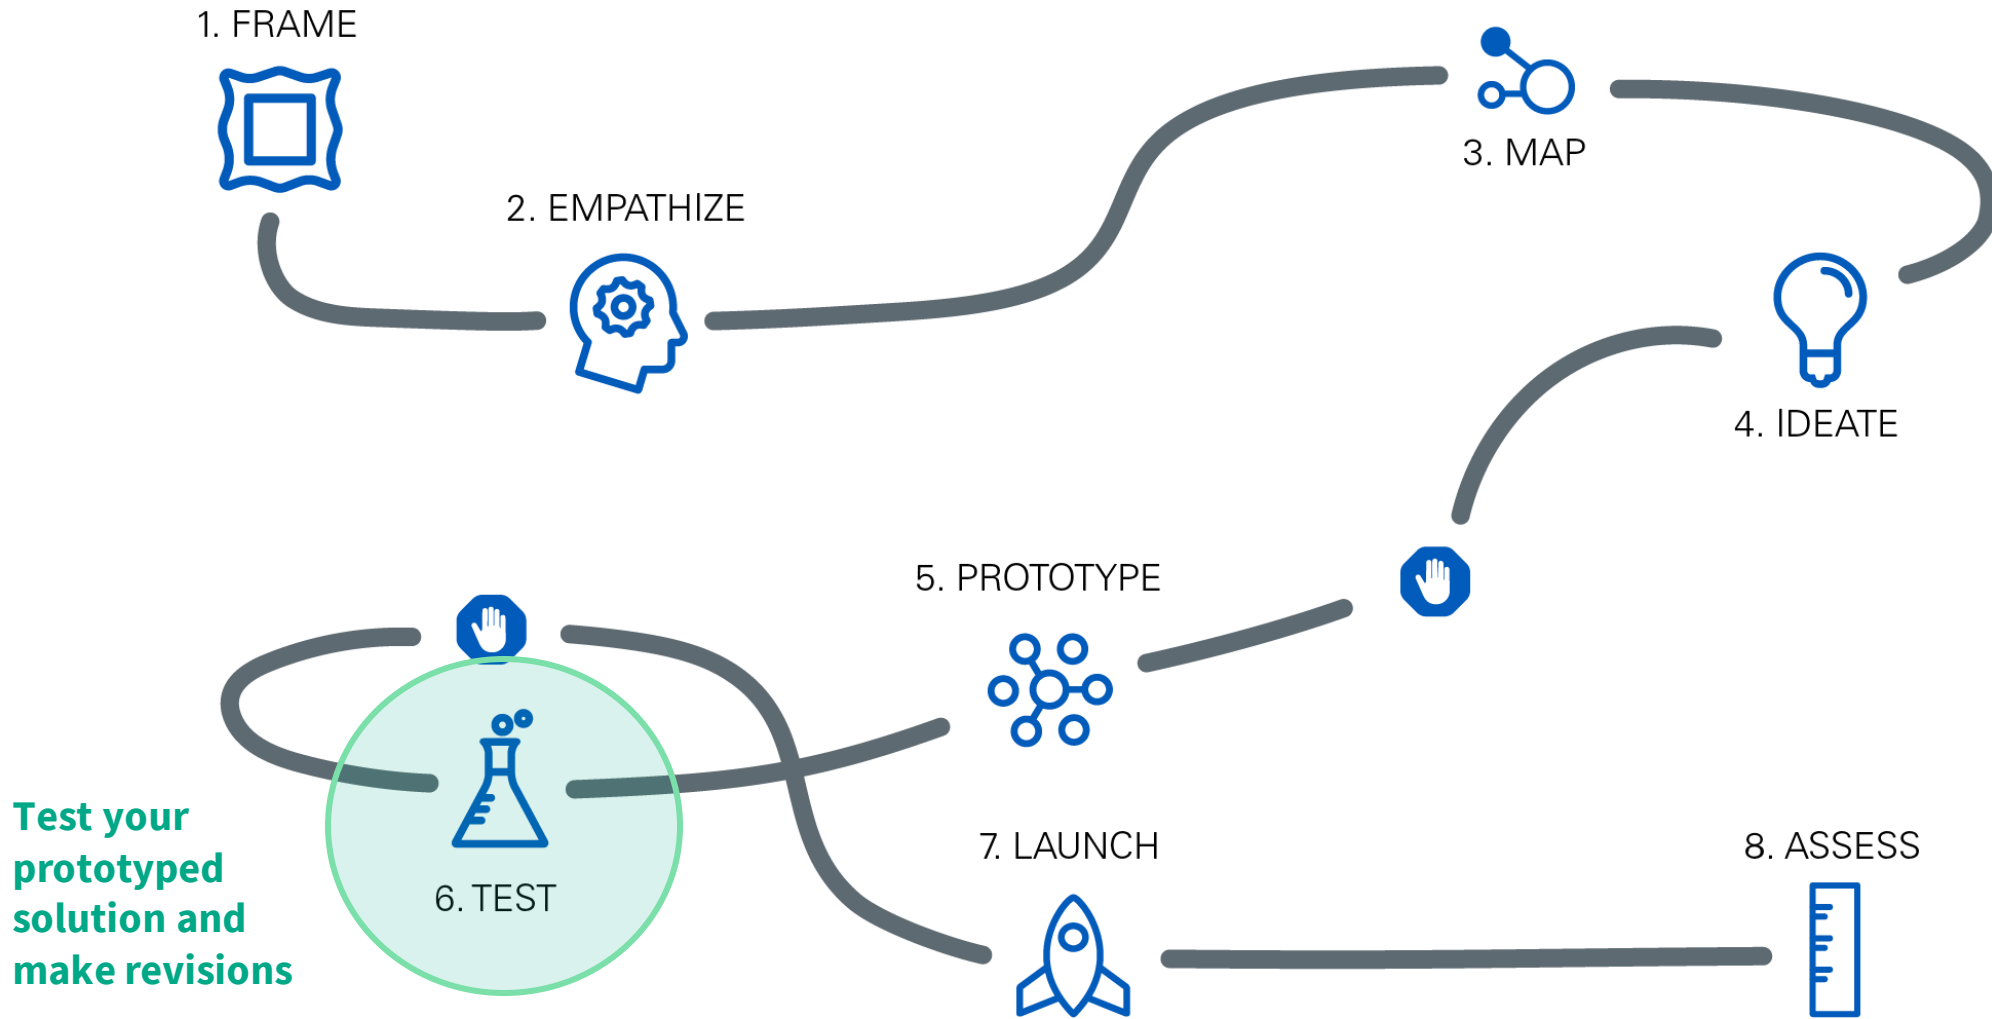 1. FRAME
2. EMPATHIZE
3. MAP
4. IDEATE
5. PROTOTYPE
6. TEST
Test your
prototyped
solution and
make revisions
7. LAUNCH
8. ASSESS